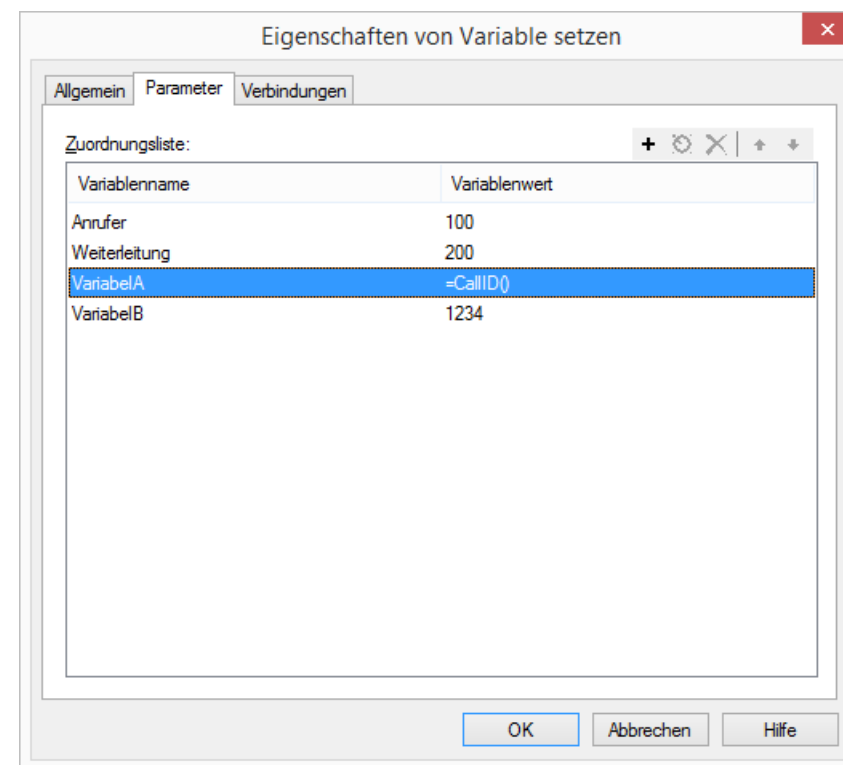 Eigenschaften von Variable setzen
Allgemein Parameter Verbindungen
Zuordnungsliste:
Variablenname Variablenwert
Anrufer 100
Weiterleitung 200
VariabelA =CallID()
VariabelB 1234
OK Abbrechen Hilfe